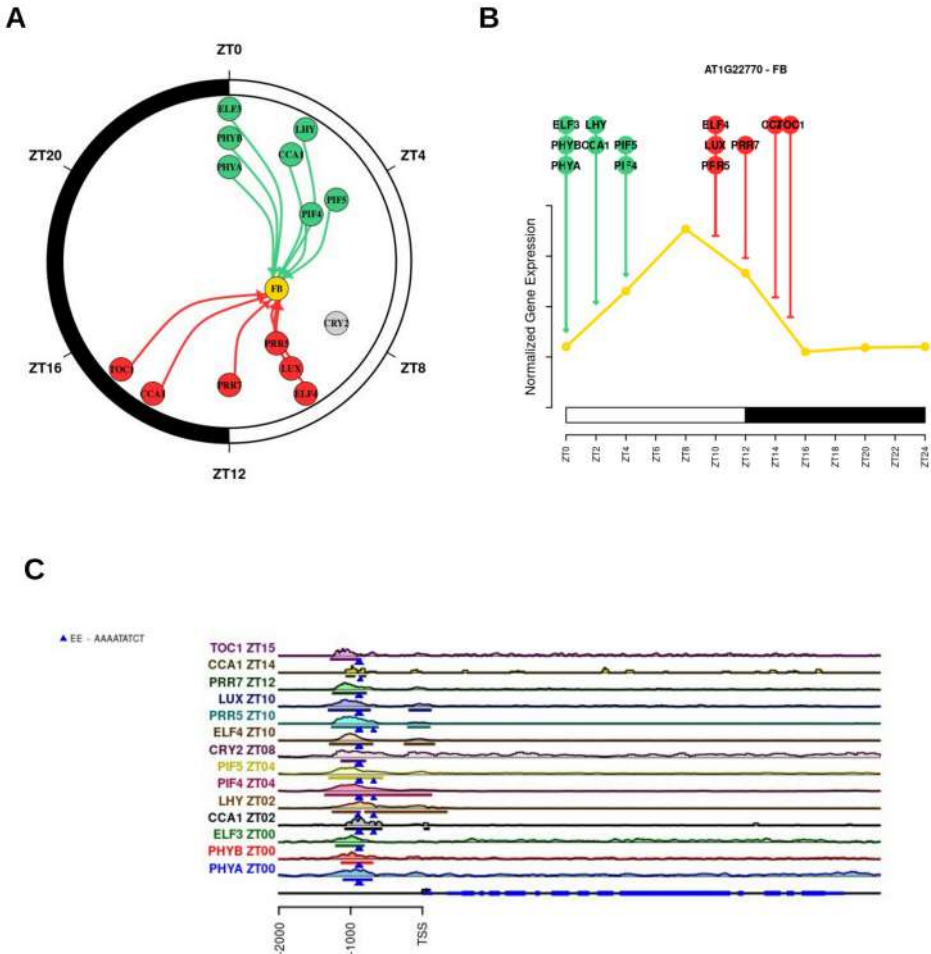 A
ZT0
ELF3
PHYB
PHYA
LHY
CCA1
PIF5
PIF4
ZT20
ZT4
FB
CRY2
PRR5
LUX
ELF4
PRR7
CCA1
TOC1
ZT16
ZT8
ZT12
B
AT1G22770 - FB
ELF3 LHY ELF4 TOC1
PHYB CCA1 PIF5 LUX PRR7
PHYA PIF4 PRR5
Normalized Gene Expression
ZT0
ZT2
ZT4
ZT6
ZT8
ZT10
ZT12
ZT14
ZT16
ZT18
ZT20
ZT22
ZT24
C
EE - AAAATATCT
TOC1 ZT15
CCA1 ZT14
PRR7 ZT12
LUX ZT10
PRR5 ZT10
ELF4 ZT10
CRY2 ZT08
PIF5 ZT04
PIF4 ZT04
LHY ZT02
CCA1 ZT02
ELF3 ZT00
PHYB ZT00
PHYA ZT00
-2000
-1000
TSS